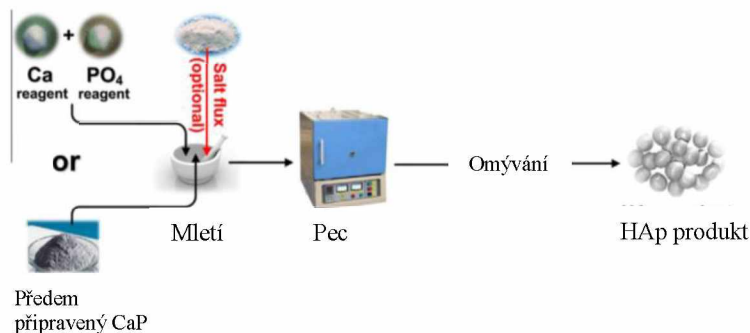 Ca + PO4
reagent reagent
Salt flux
(optional)
or
Mletí
Pec
Omývání
HAp produkt
Předem
připravený CaP